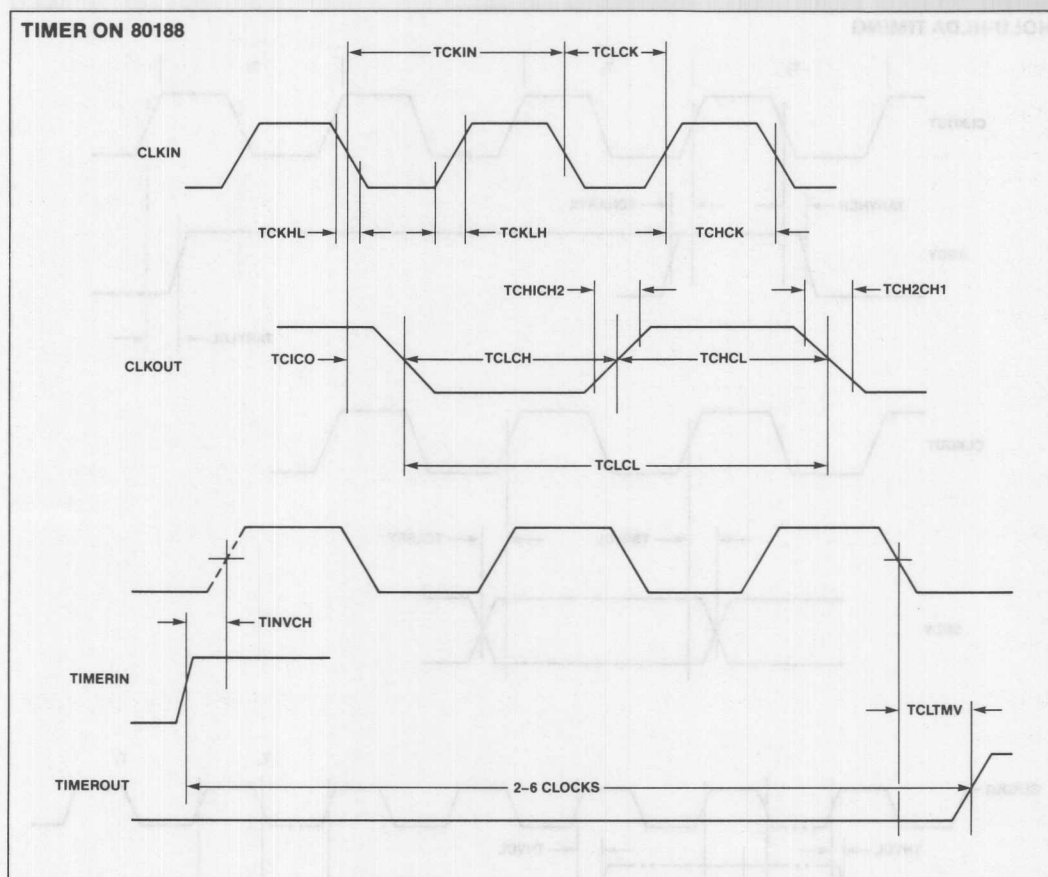 TIMER ON 80188
TCKIN
TCLCK
CLKIN
TCKHL
TCKLH
TCHCK
TCHICH2
TCH2CH1
TCICO
TCLCH
TCHCL
CLKOUT
TCLCL
TINVCH
TIMERIN
TCLTMV
TIMEROUT
2–6 CLOCKS